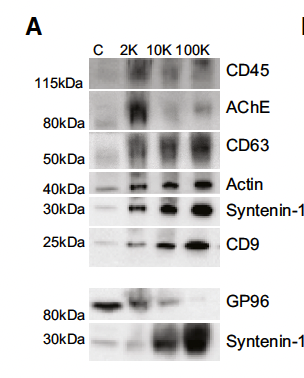 A
B
C 2K 10K 100K
115kDa CD45
80kDa AChE
50kDa CD63
40kDa Actin
30kDa Syntenin-1
25kDa CD9
80kDa GP96
30kDa Syntenin-1